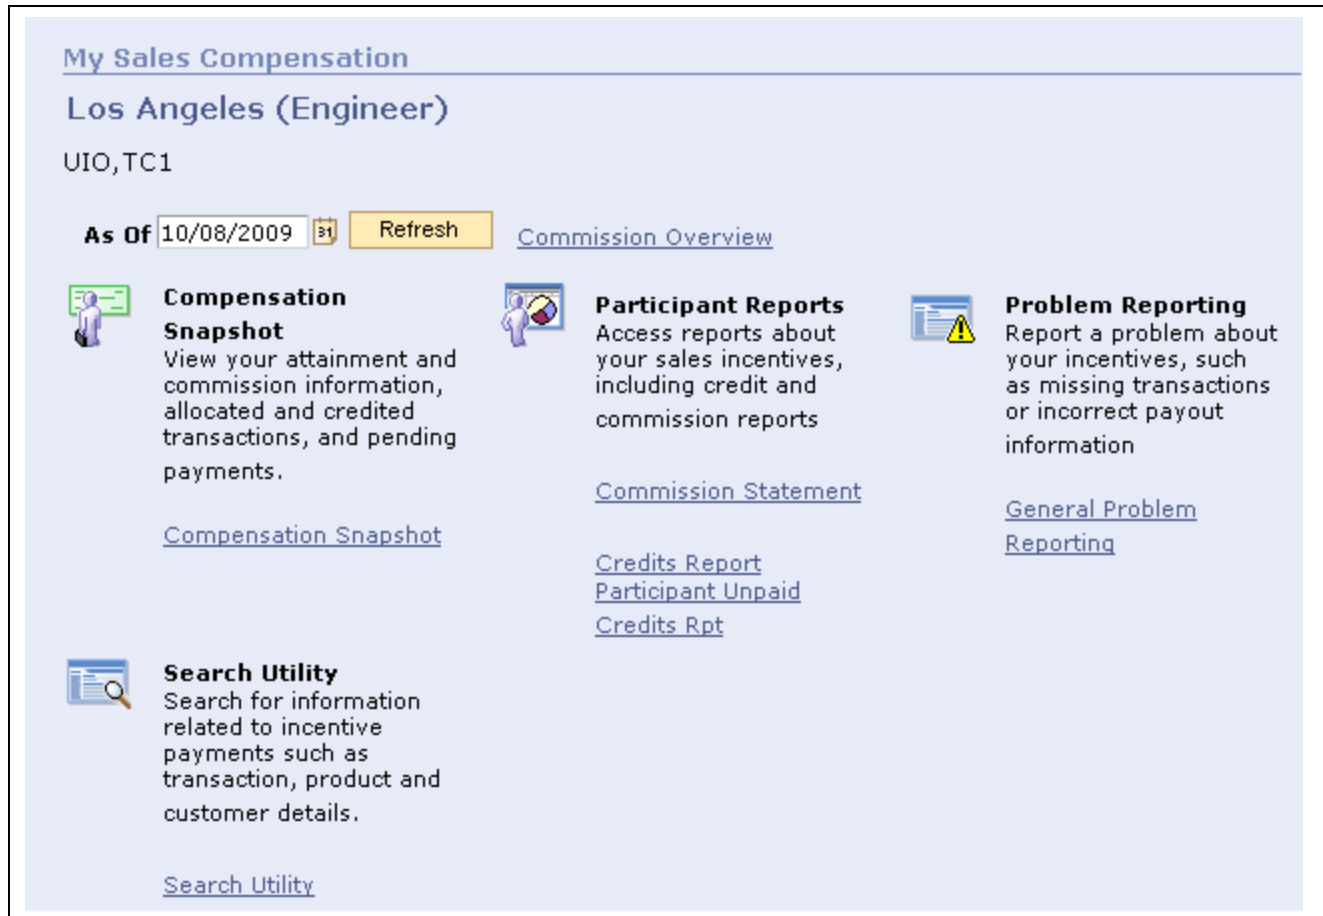 My Sales Compensation
Los Angeles (Engineer)
UIO,TC1
As Of 10/08/2009 31 Refresh Commission Overview
Compensation
Snapshot
View your attainment and
commission information,
allocated and credited
transactions, and pending
payments.
Compensation Snapshot
Participant Reports
Access reports about
your sales incentives,
including credit and
commission reports
Commission Statement
Credits Report
Participant Unpaid
Credits Rpt
Problem Reporting
Report a problem about
your incentives, such
as missing transactions
or incorrect payout
information
General Problem
Reporting
Search Utility
Search for information
related to incentive
payments such as
transaction, product and
customer details.
Search Utility